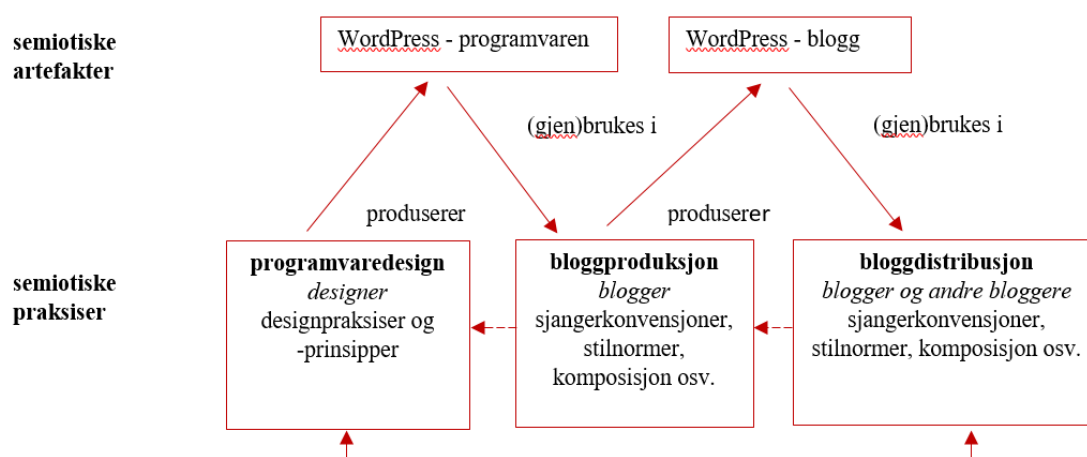 semiotiske
artefakter
WordPress - programvaren
WordPress - blogg
(gjen)brukes i
(gjen)brukes i
produserer
produserer
semiotiske
praksiser
programvaredesign
designer
designpraksiser og
-prinsipper
bloggproduksjon
blogger
sjangerkonvensjoner,
stilnormer,
komposisjon osv.
bloggdistribusjon
blogger og andre bloggere
sjangerkonvensjoner,
stilnormer, komposisjon osv.